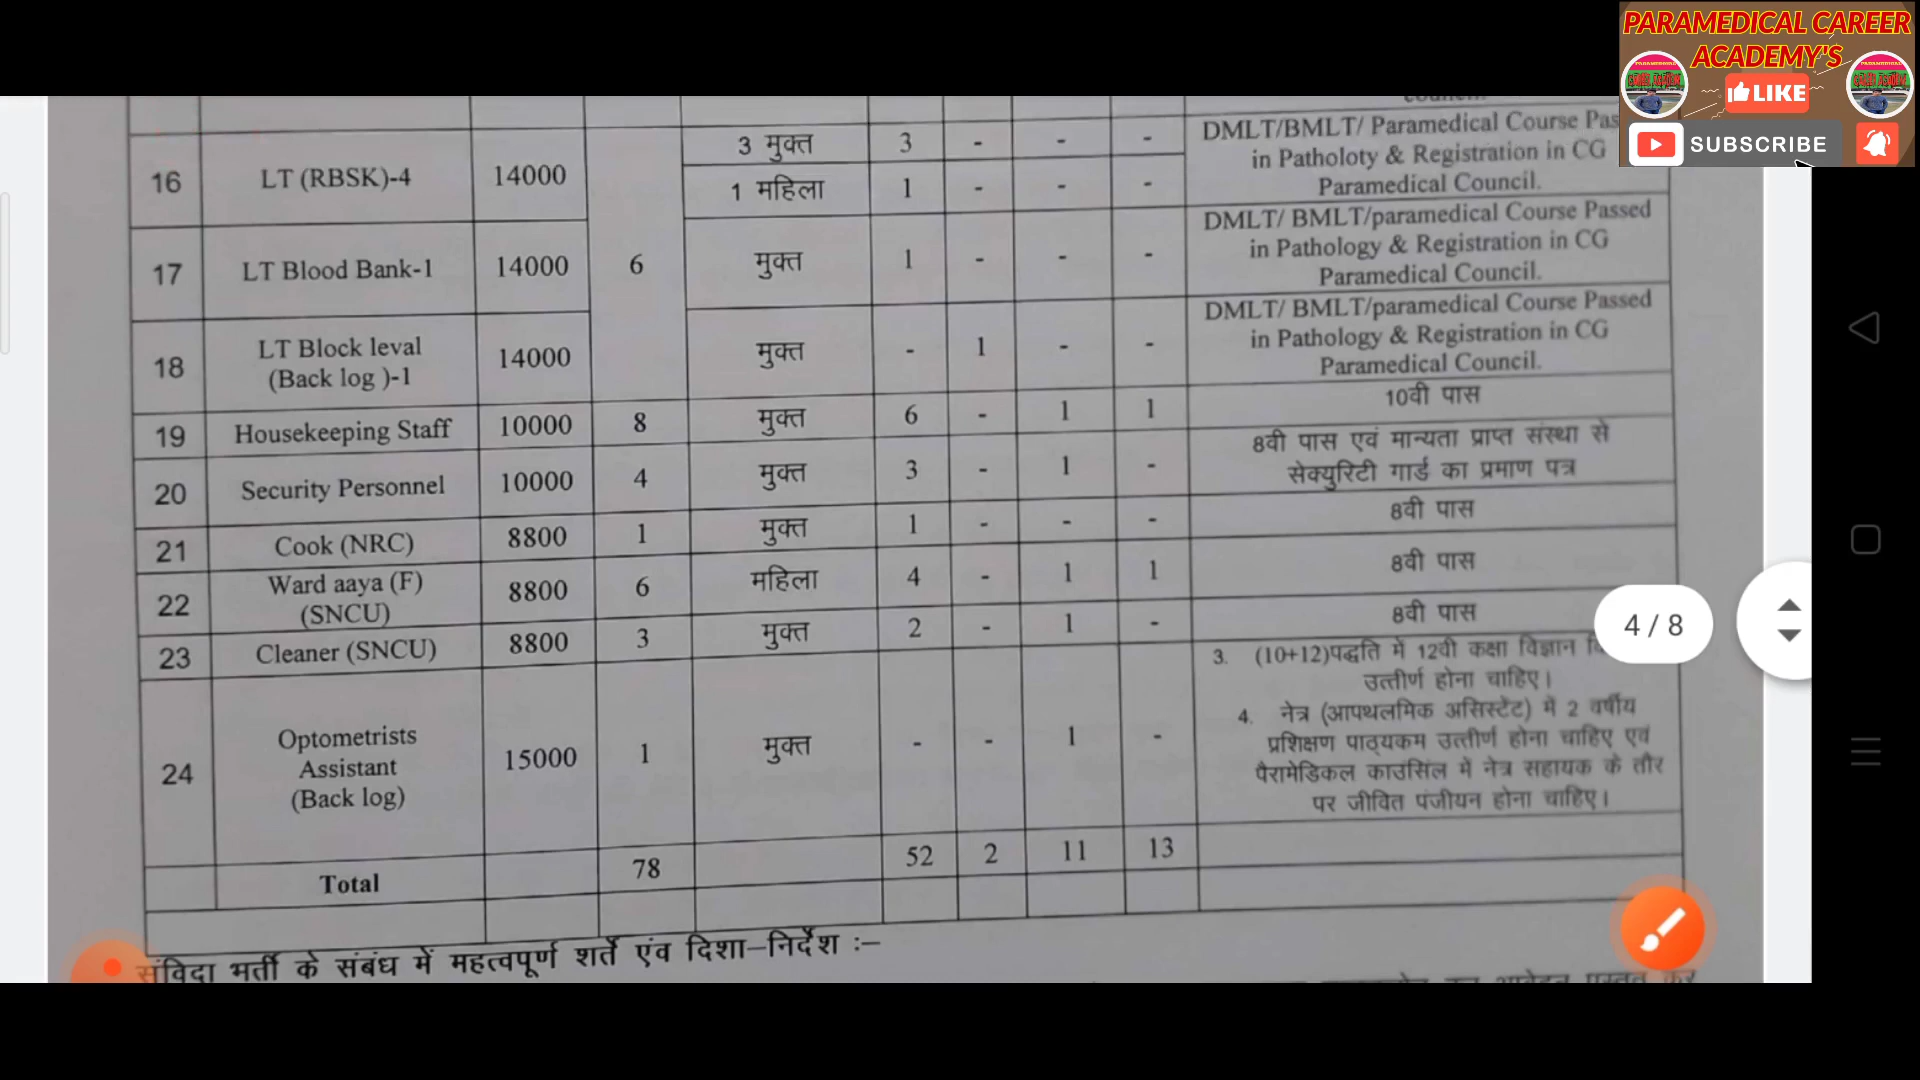 PARAMEDICAL CAREER
ACADEMY'S
LIKE
SUBSCRIBE
16 LT (RBSK)-4 14000 3 मुक्त 3 - - - DMLT/BMLT/ Paramedical Course
1 महिला 1 - - - in Patholoty & Registration in CG
Paramedical Council.
17 LT Blood Bank-1 14000 6 मुक्त 1 - - - DMLT/ BMLT/paramedical Course Passed
in Pathology & Registration in CG
Paramedical Council.
18 LT Block leval 14000 मुक्त - 1 - - DMLT/ BMLT/paramedical Course Passed
(Back log )-1 in Pathology & Registration in CG
Paramedical Council.
19 Housekeeping Staff 10000 8 मुक्त 6 - 1 1 10वी पास
20 Security Personnel 10000 4 मुक्त 3 - 1 - 8वी पास एवं मान्यता प्राप्त संस्था से
सेक्युरिटी गार्ड का प्रमाण पत्र
21 Cook (NRC) 8800 1 मुक्त 1 - - - 8वी पास
22 Ward aaya (F) 8800 6 महिला 4 - 1 1 8वी पास
(SNCU)
23 Cleaner (SNCU) 8800 3 मुक्त 2 - 1 - 8वी पास
4 / 8
24 Optometrists 15000 1 मुक्त - - 1 - 3. (10+12)पद्धति में 12वी कक्षा विज्ञान
Assistant उत्तीर्ण होना चाहिए।
(Back log) 4. नेत्र (आपथलमिक असिस्टेंट) में 2 वर्षीय
प्रशिक्षण पाठ्यकम उत्तीर्ण होना चाहिए एवं
पैरामेडिकल काउंसिल में नेत्र सहायक के तौर
पर जीवित पंजीयन होना चाहिए।
Total 78 52 2 11 13
संविदा भर्ती के संबंध में महत्वपूर्ण शर्ते एंव दिशा–निर्देश :–